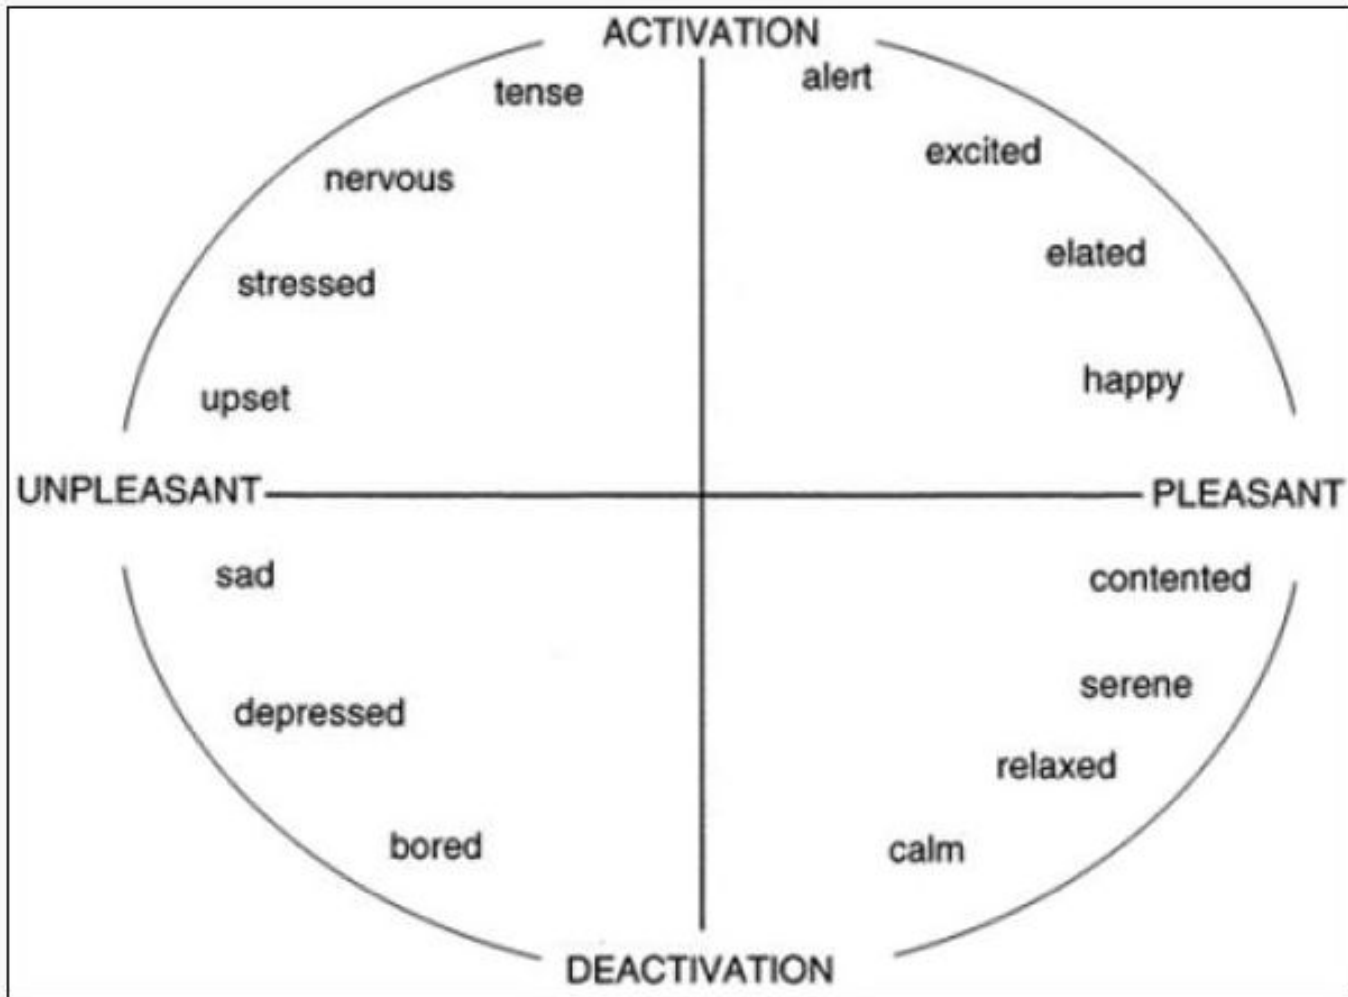 ACTIVATION
tense
alert
nervous
excited
stressed
elated
upset
happy
UNPLEASANT
PLEASANT
sad
contented
depressed
serene
relaxed
bored
calm
DEACTIVATION